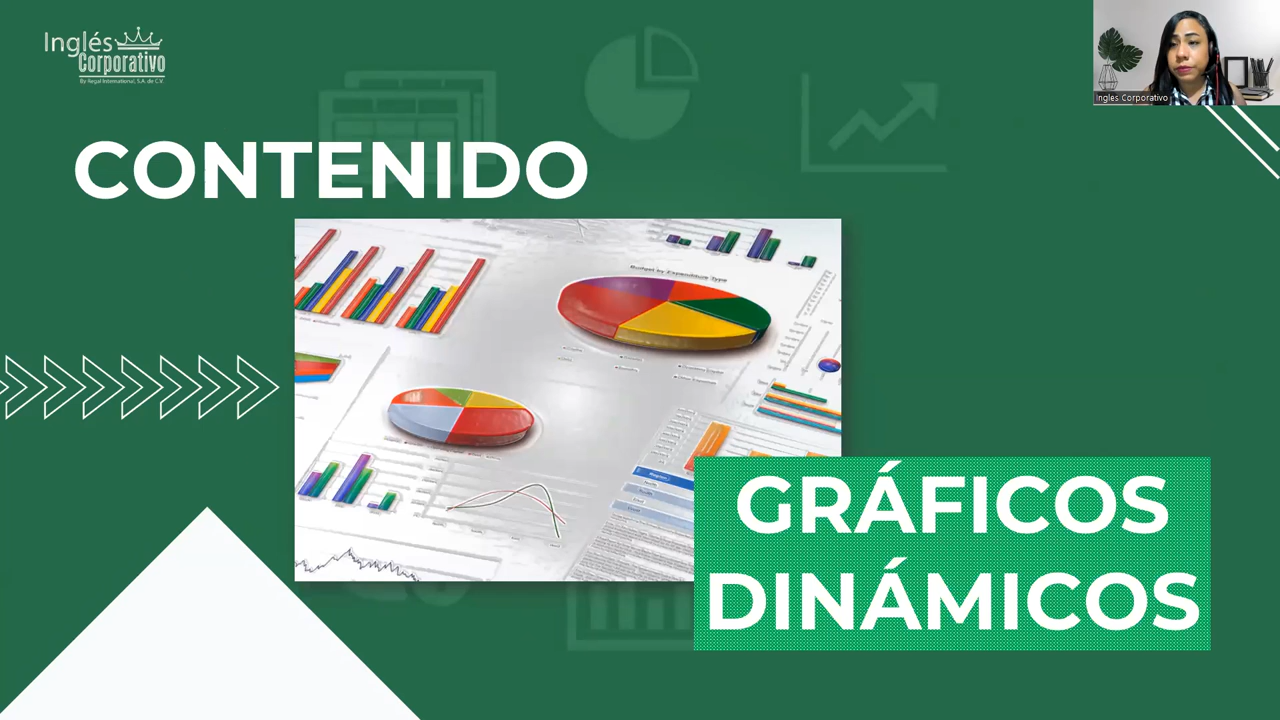 Inglés
Corporativo
By Regal International, S.A. de C.V.
Ingles Corporativo
CONTENIDO
Budget by Expenditure Type
GRÁFICOS
DINÁMICOS